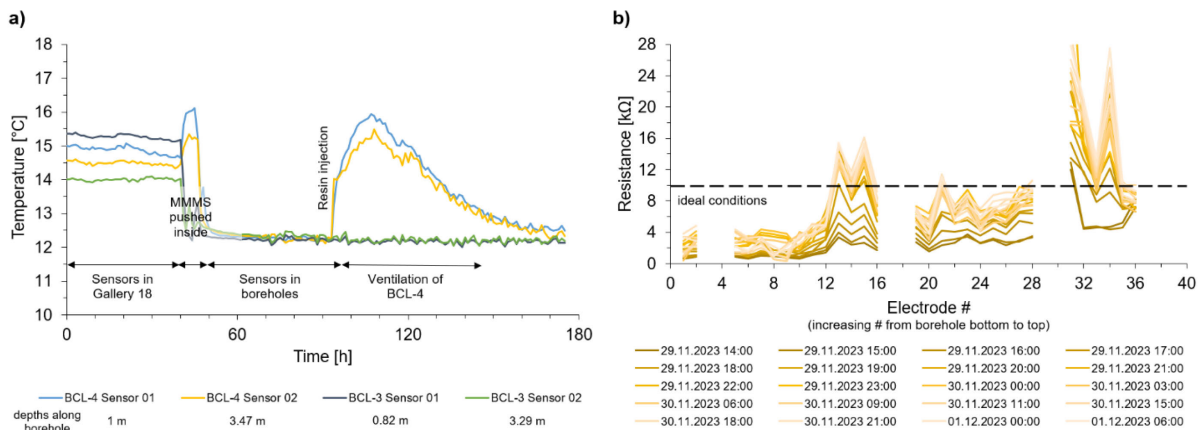 a)
18
17
16
15
14
13
12
11
10
Temperature [°C]
MMMS
pushed
inside
Resin injection
Sensors in
Gallery 18
Sensors in
boreholes
Ventilation of
BCL-4
0
60
120
180
Time [h]
BCL-4 Sensor 01 BCL-4 Sensor 02 BCL-3 Sensor 01 BCL-3 Sensor 02
depths along
borehole
1 m 3.47 m 0.82 m 3.29 m
b)
28
24
20
16
12
8
4
0
Resistance [kΩ]
ideal conditions
0 4 8 12 16 20 24 28 32 36 40
Electrode #
(increasing # from borehole bottom to top)
29.11.2023 14:00 29.11.2023 15:00 29.11.2023 16:00 29.11.2023 17:00
29.11.2023 18:00 29.11.2023 19:00 29.11.2023 20:00 29.11.2023 21:00
29.11.2023 22:00 29.11.2023 23:00 30.11.2023 00:00 30.11.2023 03:00
30.11.2023 06:00 30.11.2023 09:00 30.11.2023 11:00 30.11.2023 15:00
30.11.2023 18:00 30.11.2023 21:00 01.12.2023 00:00 01.12.2023 06:00